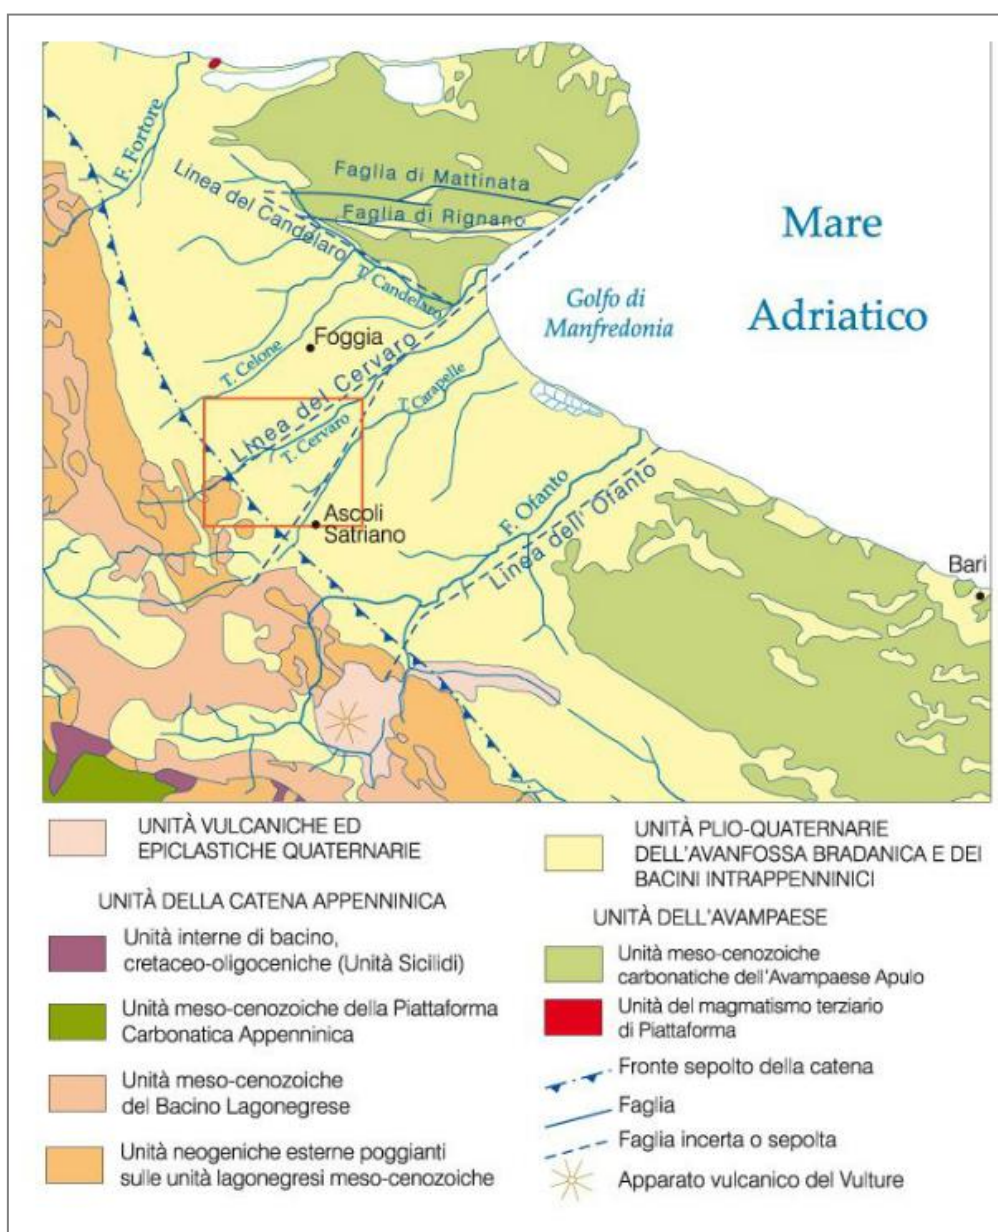 F. Fortore
Linea del Candelaro
Faglia di Mattinata
Faglia di Rignano
T. Candelaro
Mare
Adriatico
Golfo di
Manfredonia
Foggia
T. Celone
Linea del Cervaro
T. Cervaro
T. Carapelle
Ascoli
Satriano
F. Ofanto
Linea dell' Ofanto
Bari
UNITÀ VULCANICHE ED
EPICLASTICHE QUATERNARIE
UNITÀ DELLA CATENA APPENNINICA
Unità interne di bacino,
cretaceo-oligoceniche (Unità Sicilidi)
Unità meso-cenozoiche della Piattaforma
Carbonatica Appenninica
Unità meso-cenozoiche
del Bacino Lagonegrese
Unità neogeniche esterne poggianti
sulle unità lagonegresi meso-cenozoiche
UNITÀ PLIO-QUATERNARIE
DELL'AVANFOSSA BRADANICA E DEI
BACINI INTRAPPENNINICI
UNITÀ DELL'AVAMPAESE
Unità meso-cenozoiche
carbonatiche dell'Avampaese Apulo
Unità del magmatismo terziario
di Piattaforma
Fronte sepolto della catena
Faglia
Faglia incerta o sepolta
Apparato vulcanico del Vulture